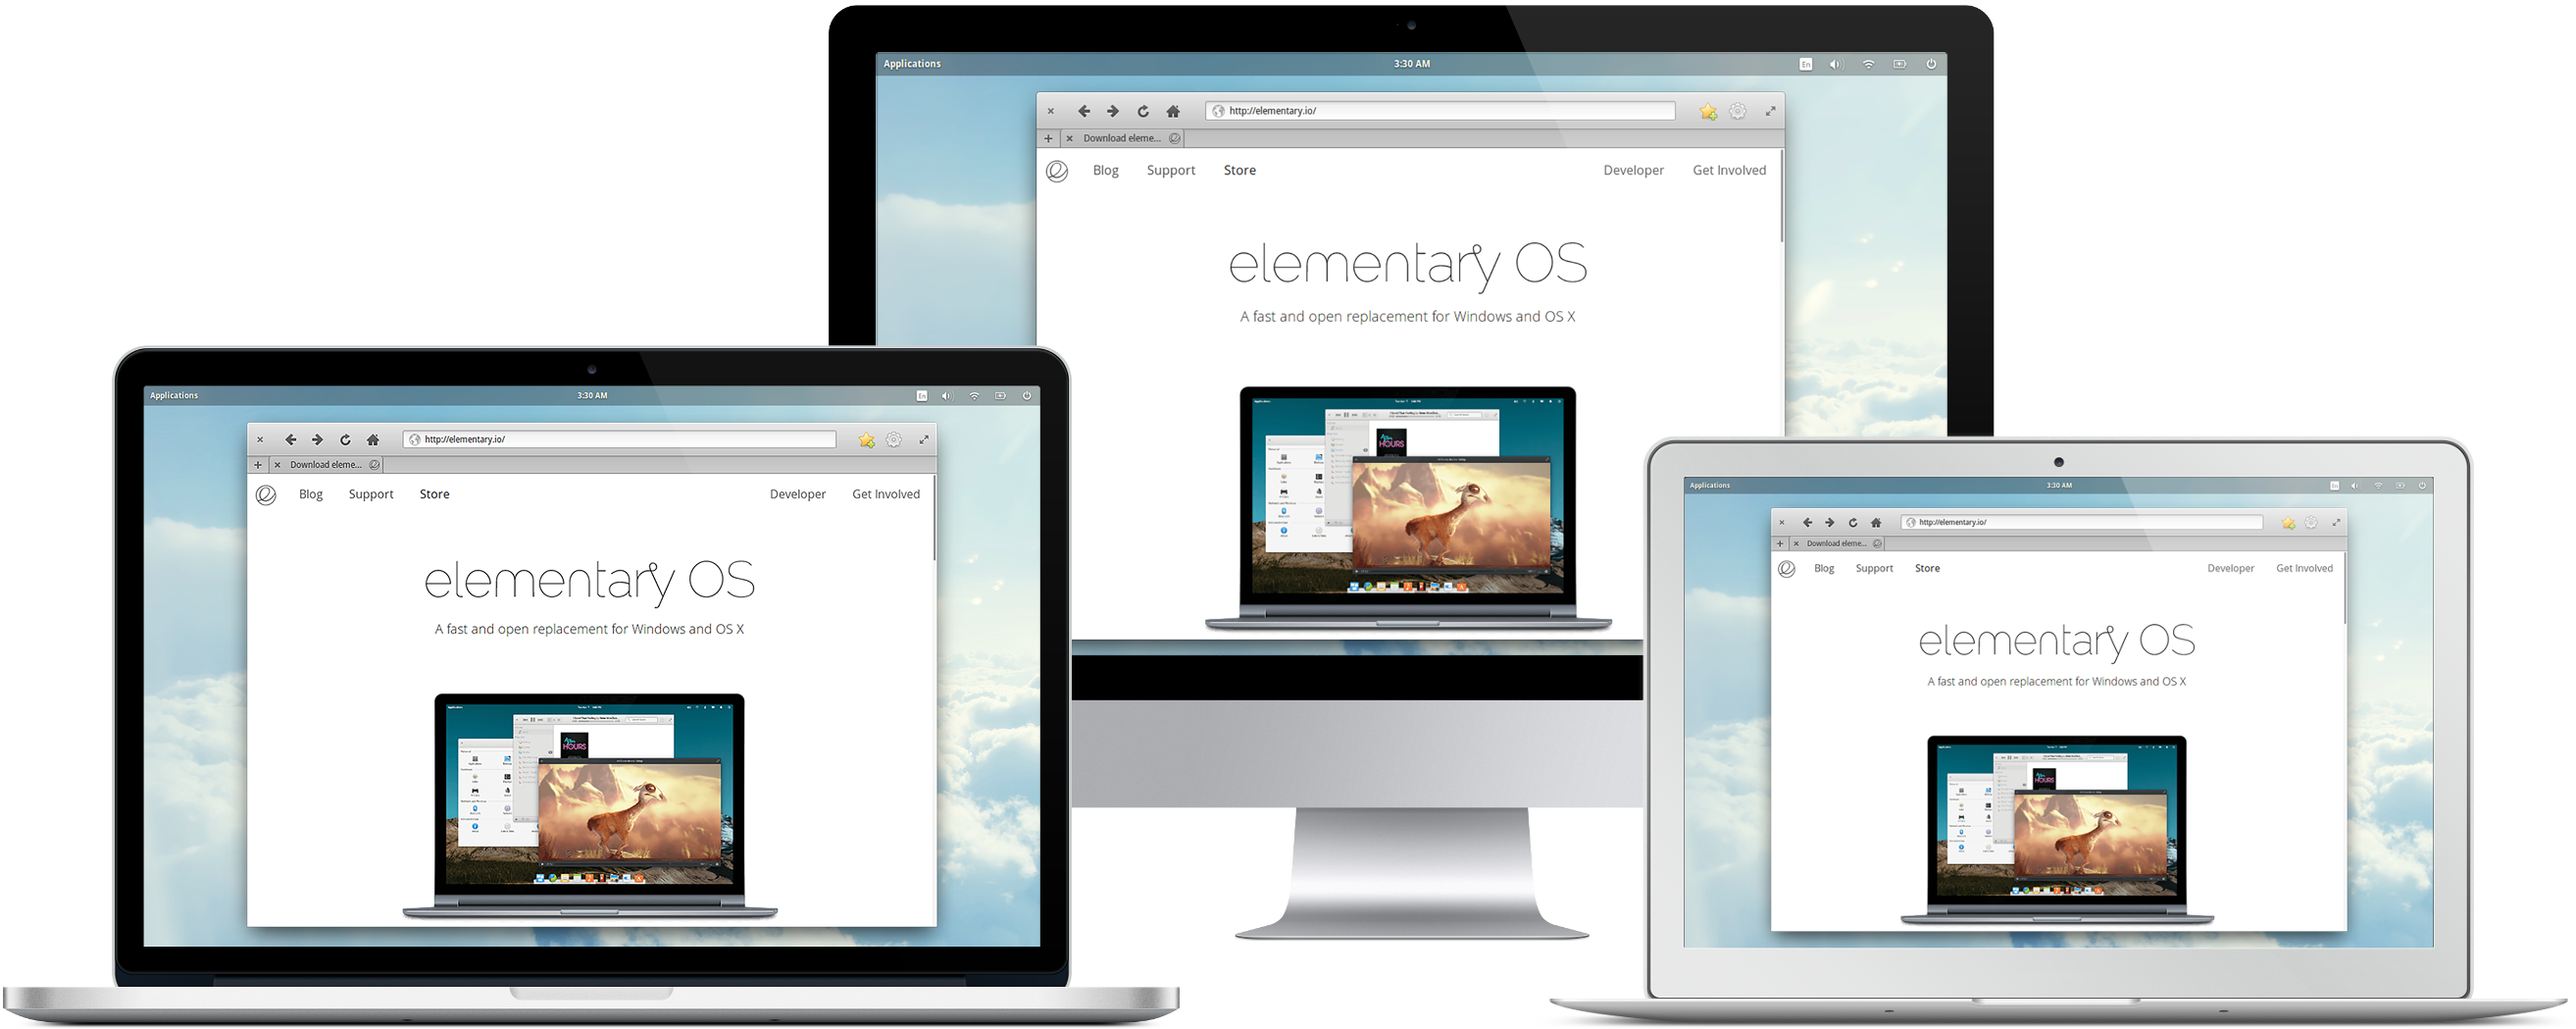 Applications 3:30 AM En
http://elementary.io/
Download eleme...
Blog Support Store Developer Get Involved
elementary OS
A fast and open replacement for Windows and OS X
HOURS
Applications 3:30 AM En
http://elementary.io/
Download eleme...
Blog Support Store Developer Get Involved
elementary OS
A fast and open replacement for Windows and OS X
HOURS
Applications 3:30 AM En
http://elementary.io/
Download eleme...
Blog Support Store Developer Get Involved
elementary OS
A fast and open replacement for Windows and OS X
HOURS